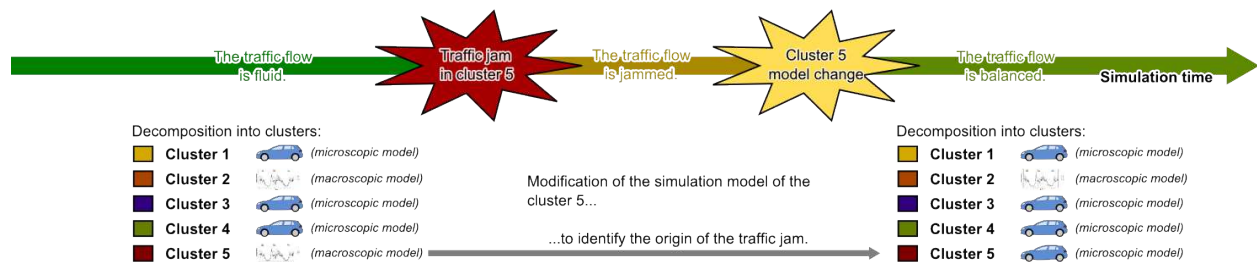 The traffic flow
is fluid.
Traffic jam
in cluster 5
The traffic flow
is jammed.
Cluster 5
model change
The traffic flow
is balanced.
Simulation time
Decomposition into clusters:
Cluster 1 (microscopic model)
Cluster 2 (macroscopic model)
Cluster 3 (microscopic model)
Cluster 4 (microscopic model)
Cluster 5 (macroscopic model)
Modification of the simulation model of the
cluster 5...
...to identify the origin of the traffic jam.
Decomposition into clusters:
Cluster 1 (microscopic model)
Cluster 2 (macroscopic model)
Cluster 3 (microscopic model)
Cluster 4 (microscopic model)
Cluster 5 (microscopic model)